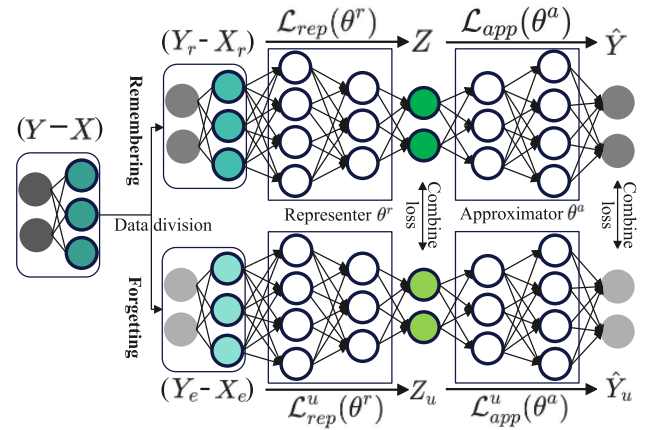 (Y_r - X_r)
ℒ_rep(θ^r)
Z
ℒ_app(θ^a)
Ŷ
Remembering
(Y - X)
Data division
Representer θ^r
Combine
loss
Approximator θ^a
Combine
loss
Forgetting
(Y_e - X_e)
ℒ^u_rep(θ^r)
Z_u
ℒ^u_app(θ^a)
Ŷ_u